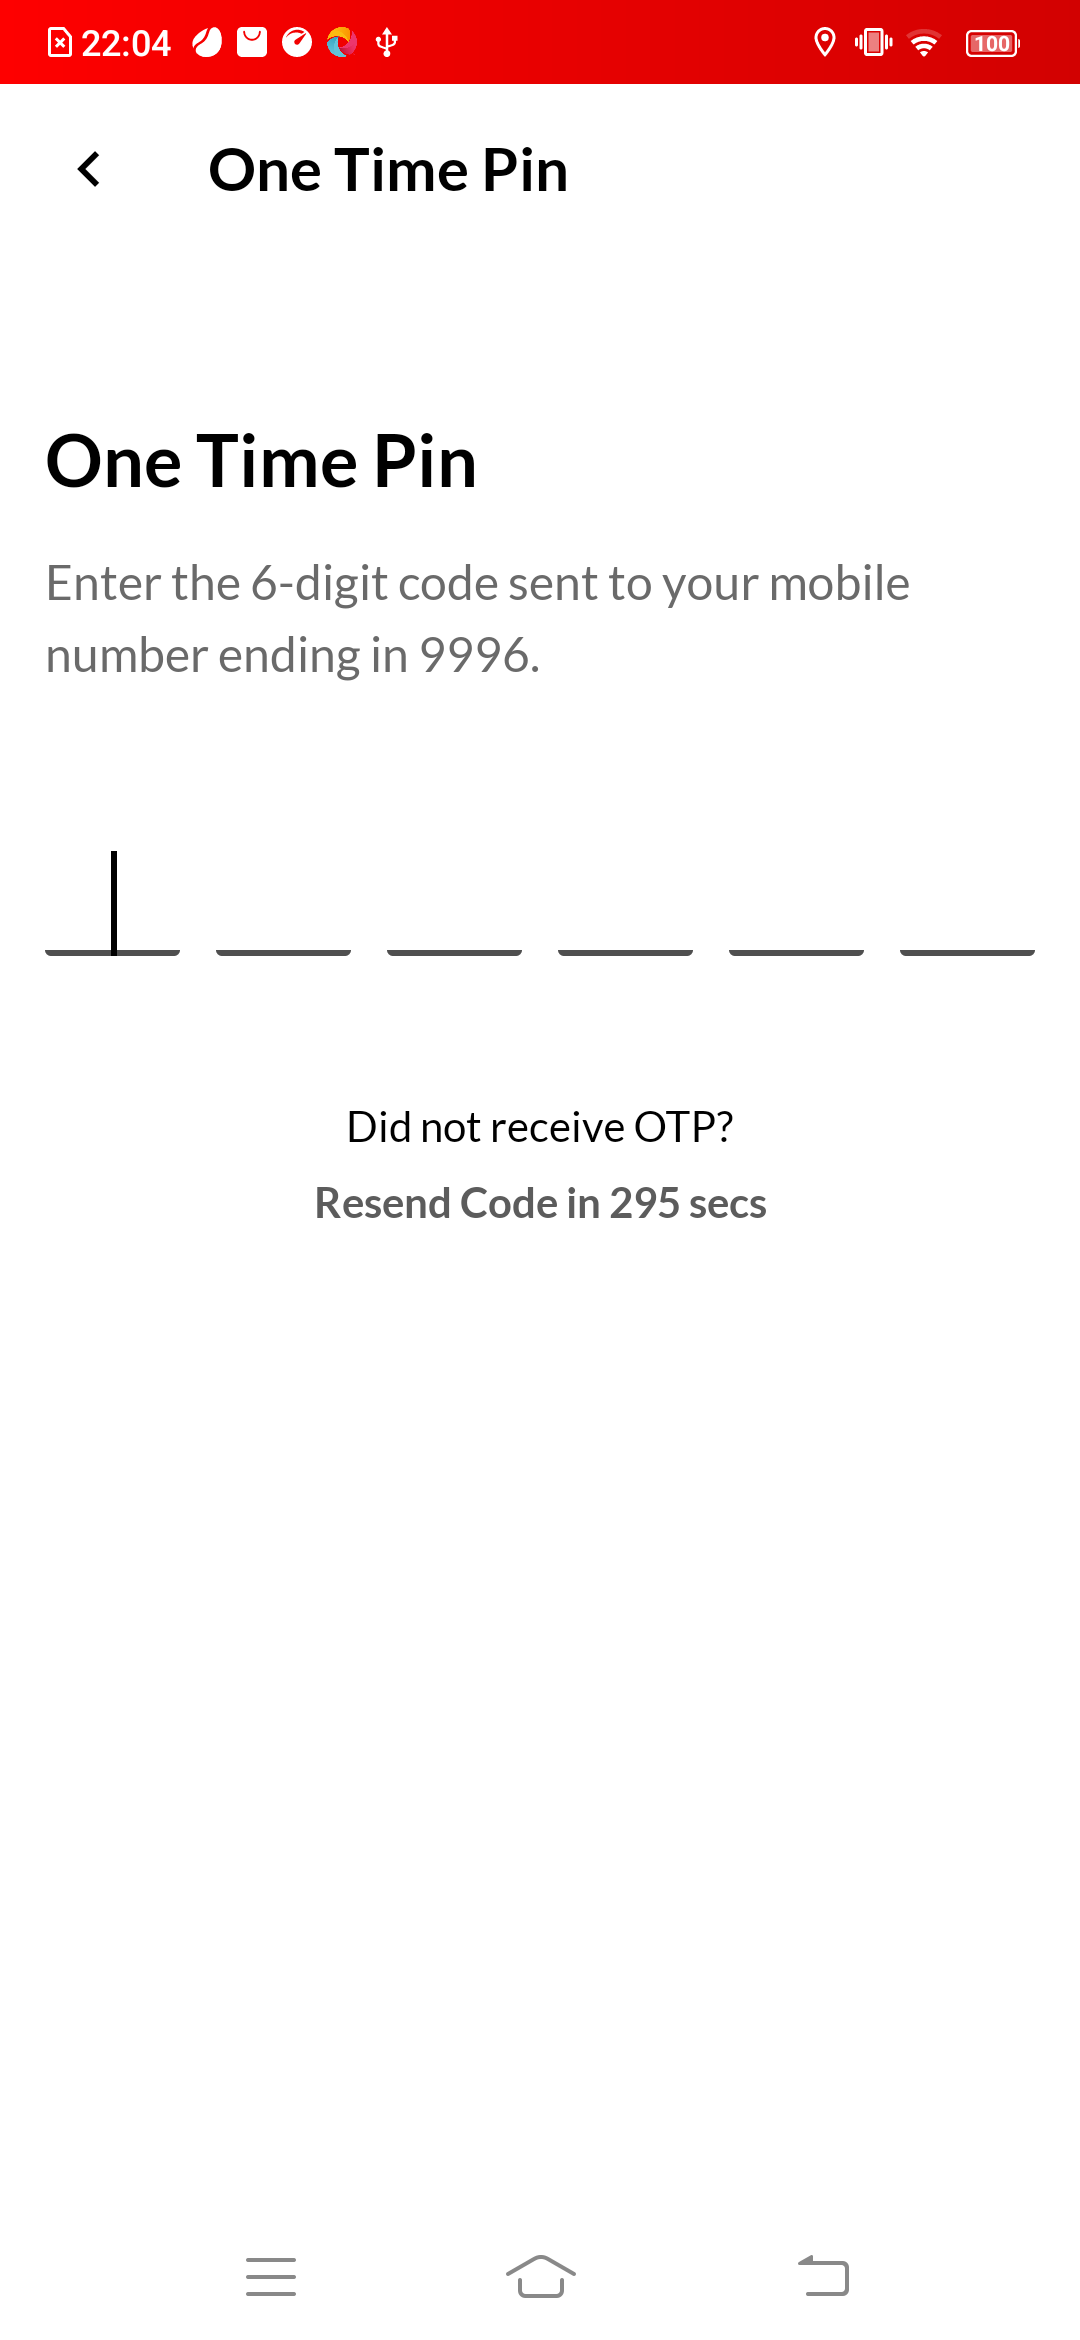 22:04
100
One Time Pin
One Time Pin
Enter the 6-digit code sent to your mobile
number ending in 9996.
Did not receive OTP?
Resend Code in 295 secs